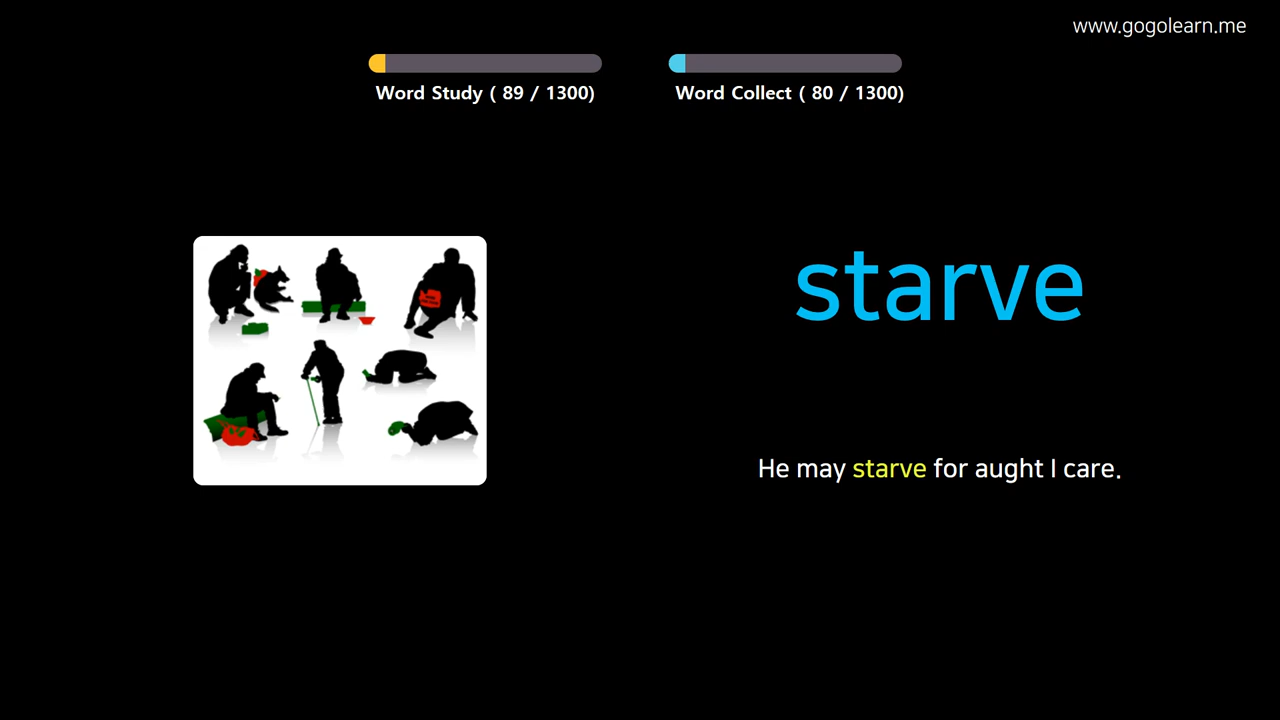 www.gogolearn.me
Word Study ( 89 / 1300)
Word Collect ( 80 / 1300)
starve
He may starve for aught I care.